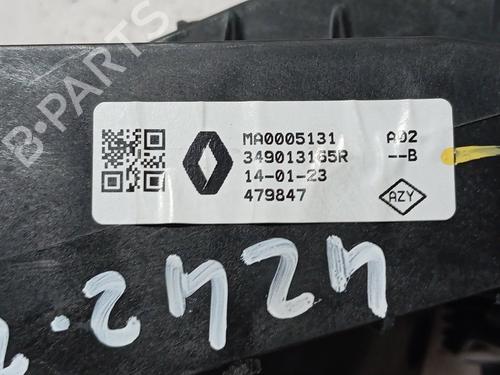 B-PARTS
MA0005131 A02
349013165R --B
14-01-23
479847 AZY